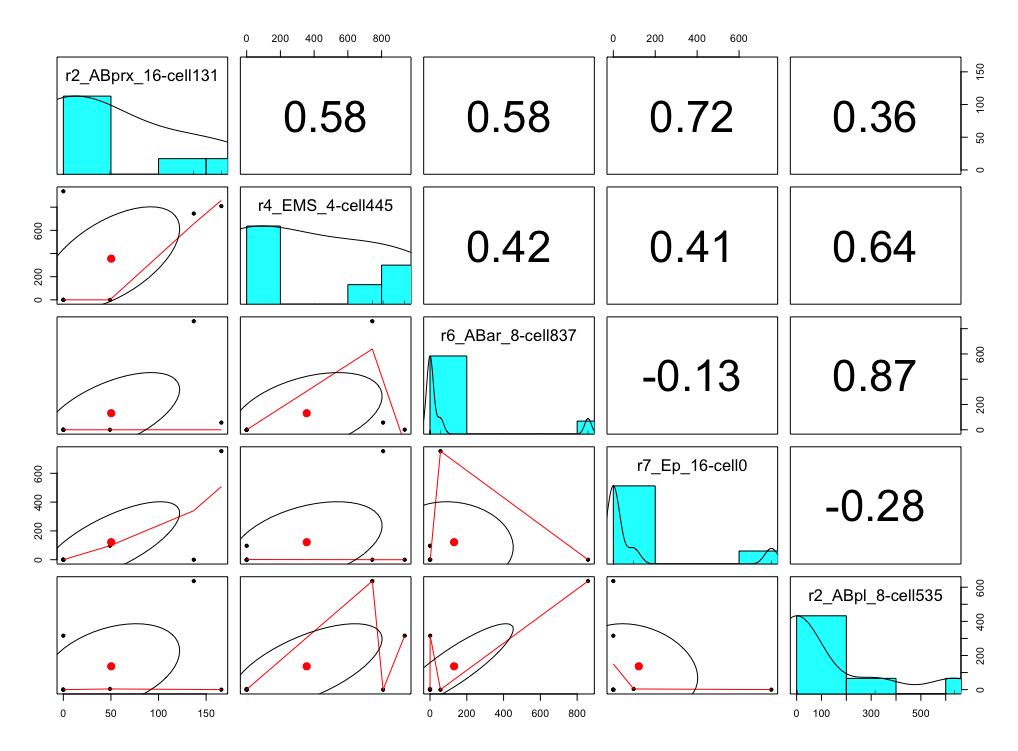 0 200 400 600 800
0 200 400 600
r2_ABprx_16-cell131
0.58
0.58
0.72
0.36
0 50 100 150
0 200 600
r4_EMS_4-cell445
0.42
0.41
0.64
r6_ABar_8-cell837
-0.13
0.87
0 200 600
0 200 400 600
r7_Ep_16-cell0
-0.28
r2_ABpl_8-cell535
0 200 400 600
0 50 100 150
0 200 400 600 800
0 100 300 500